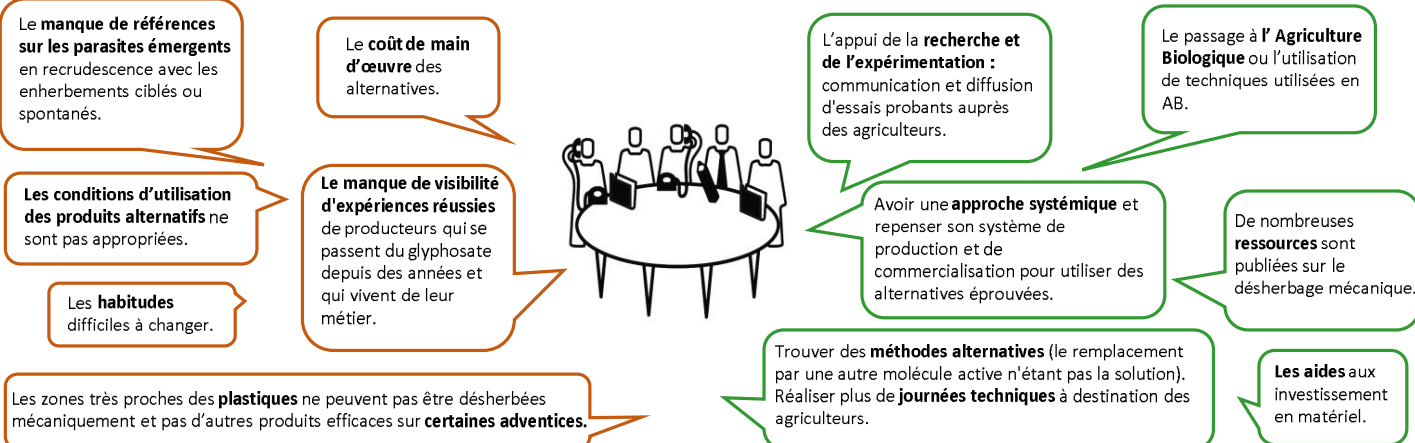 Le manque de références
sur les parasites émergents
en recrudescence avec les
enherbements ciblés ou
spontanés.
Le coût de main
d'œuvre des
alternatives.
Les conditions d'utilisation
des produits alternatifs ne
sont pas appropriées.
Le manque de visibilité
d'expériences réussies
de producteurs qui se
passent du glyphosate
depuis des années et
qui vivent de leur
métier.
Les habitudes
difficiles à changer.
Les zones très proches des plastiques ne peuvent pas être désherbées
mécaniquement et pas d'autres produits efficaces sur certaines adventices.
L'appui de la recherche et
de l'expérimentation :
communication et diffusion
d'essais probants auprès
des agriculteurs.
Le passage à l' Agriculture
Biologique ou l'utilisation
de techniques utilisées en
AB.
Avoir une approche systémique et
repenser son système de
production et de
commercialisation pour utiliser des
alternatives éprouvées.
De nombreuses
ressources sont
publiées sur le
désherbage mécanique.
Trouver des méthodes alternatives (le remplacement
par une autre molécule active n'étant pas la solution).
Réaliser plus de journées techniques à destination des
agriculteurs.
Les aides aux
investissement
en matériel.